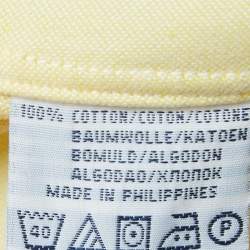 100% COTTON/COTON/COTONE
BAUMWOLLE/KATOEN
BOMULD/ALGODON
ALGODAO/ХЛОПОК
MADE IN PHILIPPINES
40 P